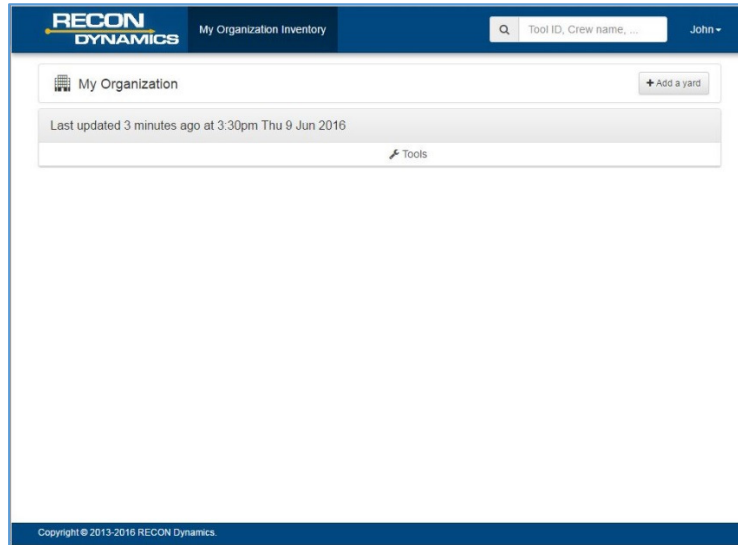 RECON
DYNAMICS
My Organization Inventory
Tool ID, Crew name, ...
John
My Organization
+ Add a yard
Last updated 3 minutes ago at 3:30pm Thu 9 Jun 2016
Tools
Copyright © 2013-2016 RECON Dynamics.